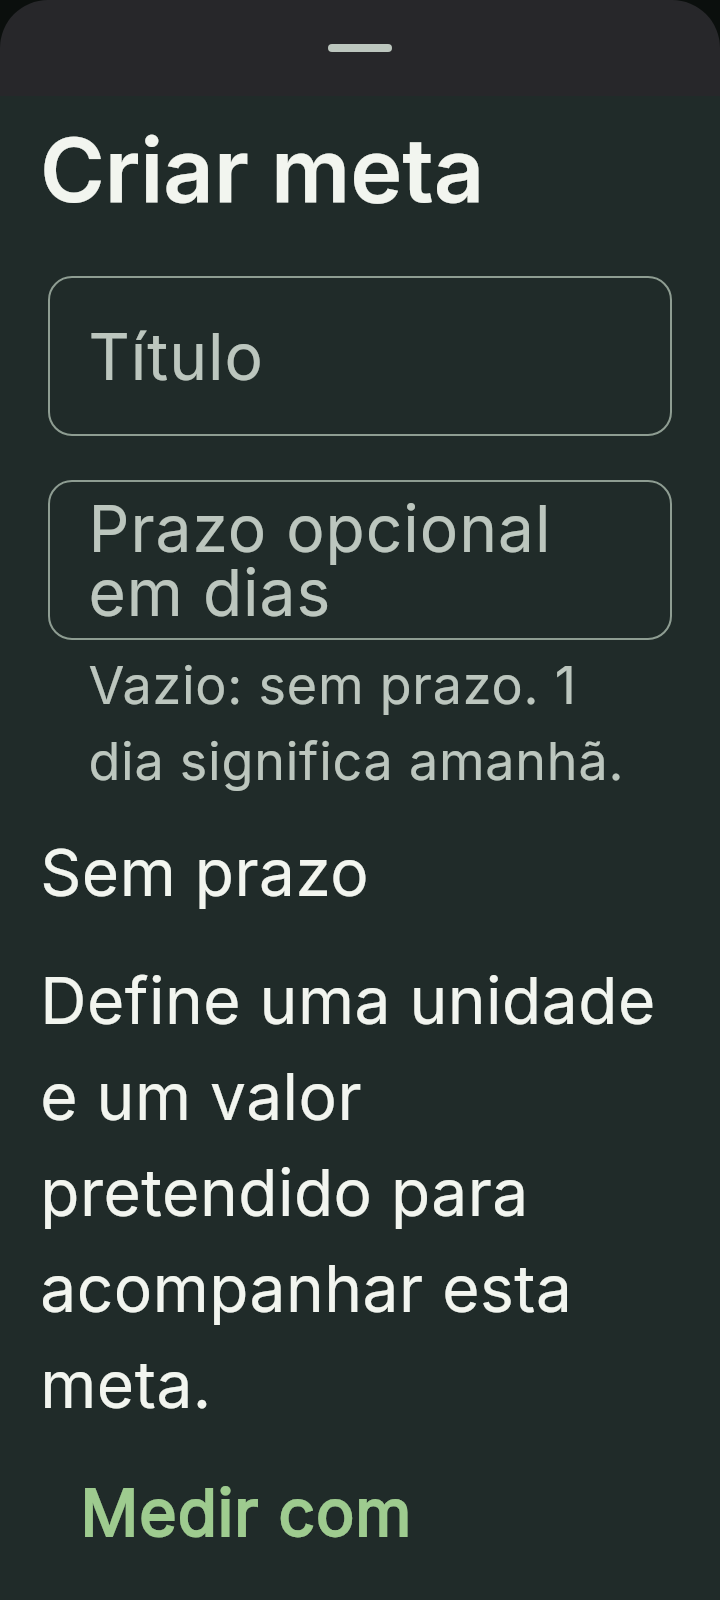 Criar meta
Título
Prazo opcional
em dias
Vazio: sem prazo. 1
dia significa amanhã.
Sem prazo
Define uma unidade
e um valor
pretendido para
acompanhar esta
meta.
Medir com